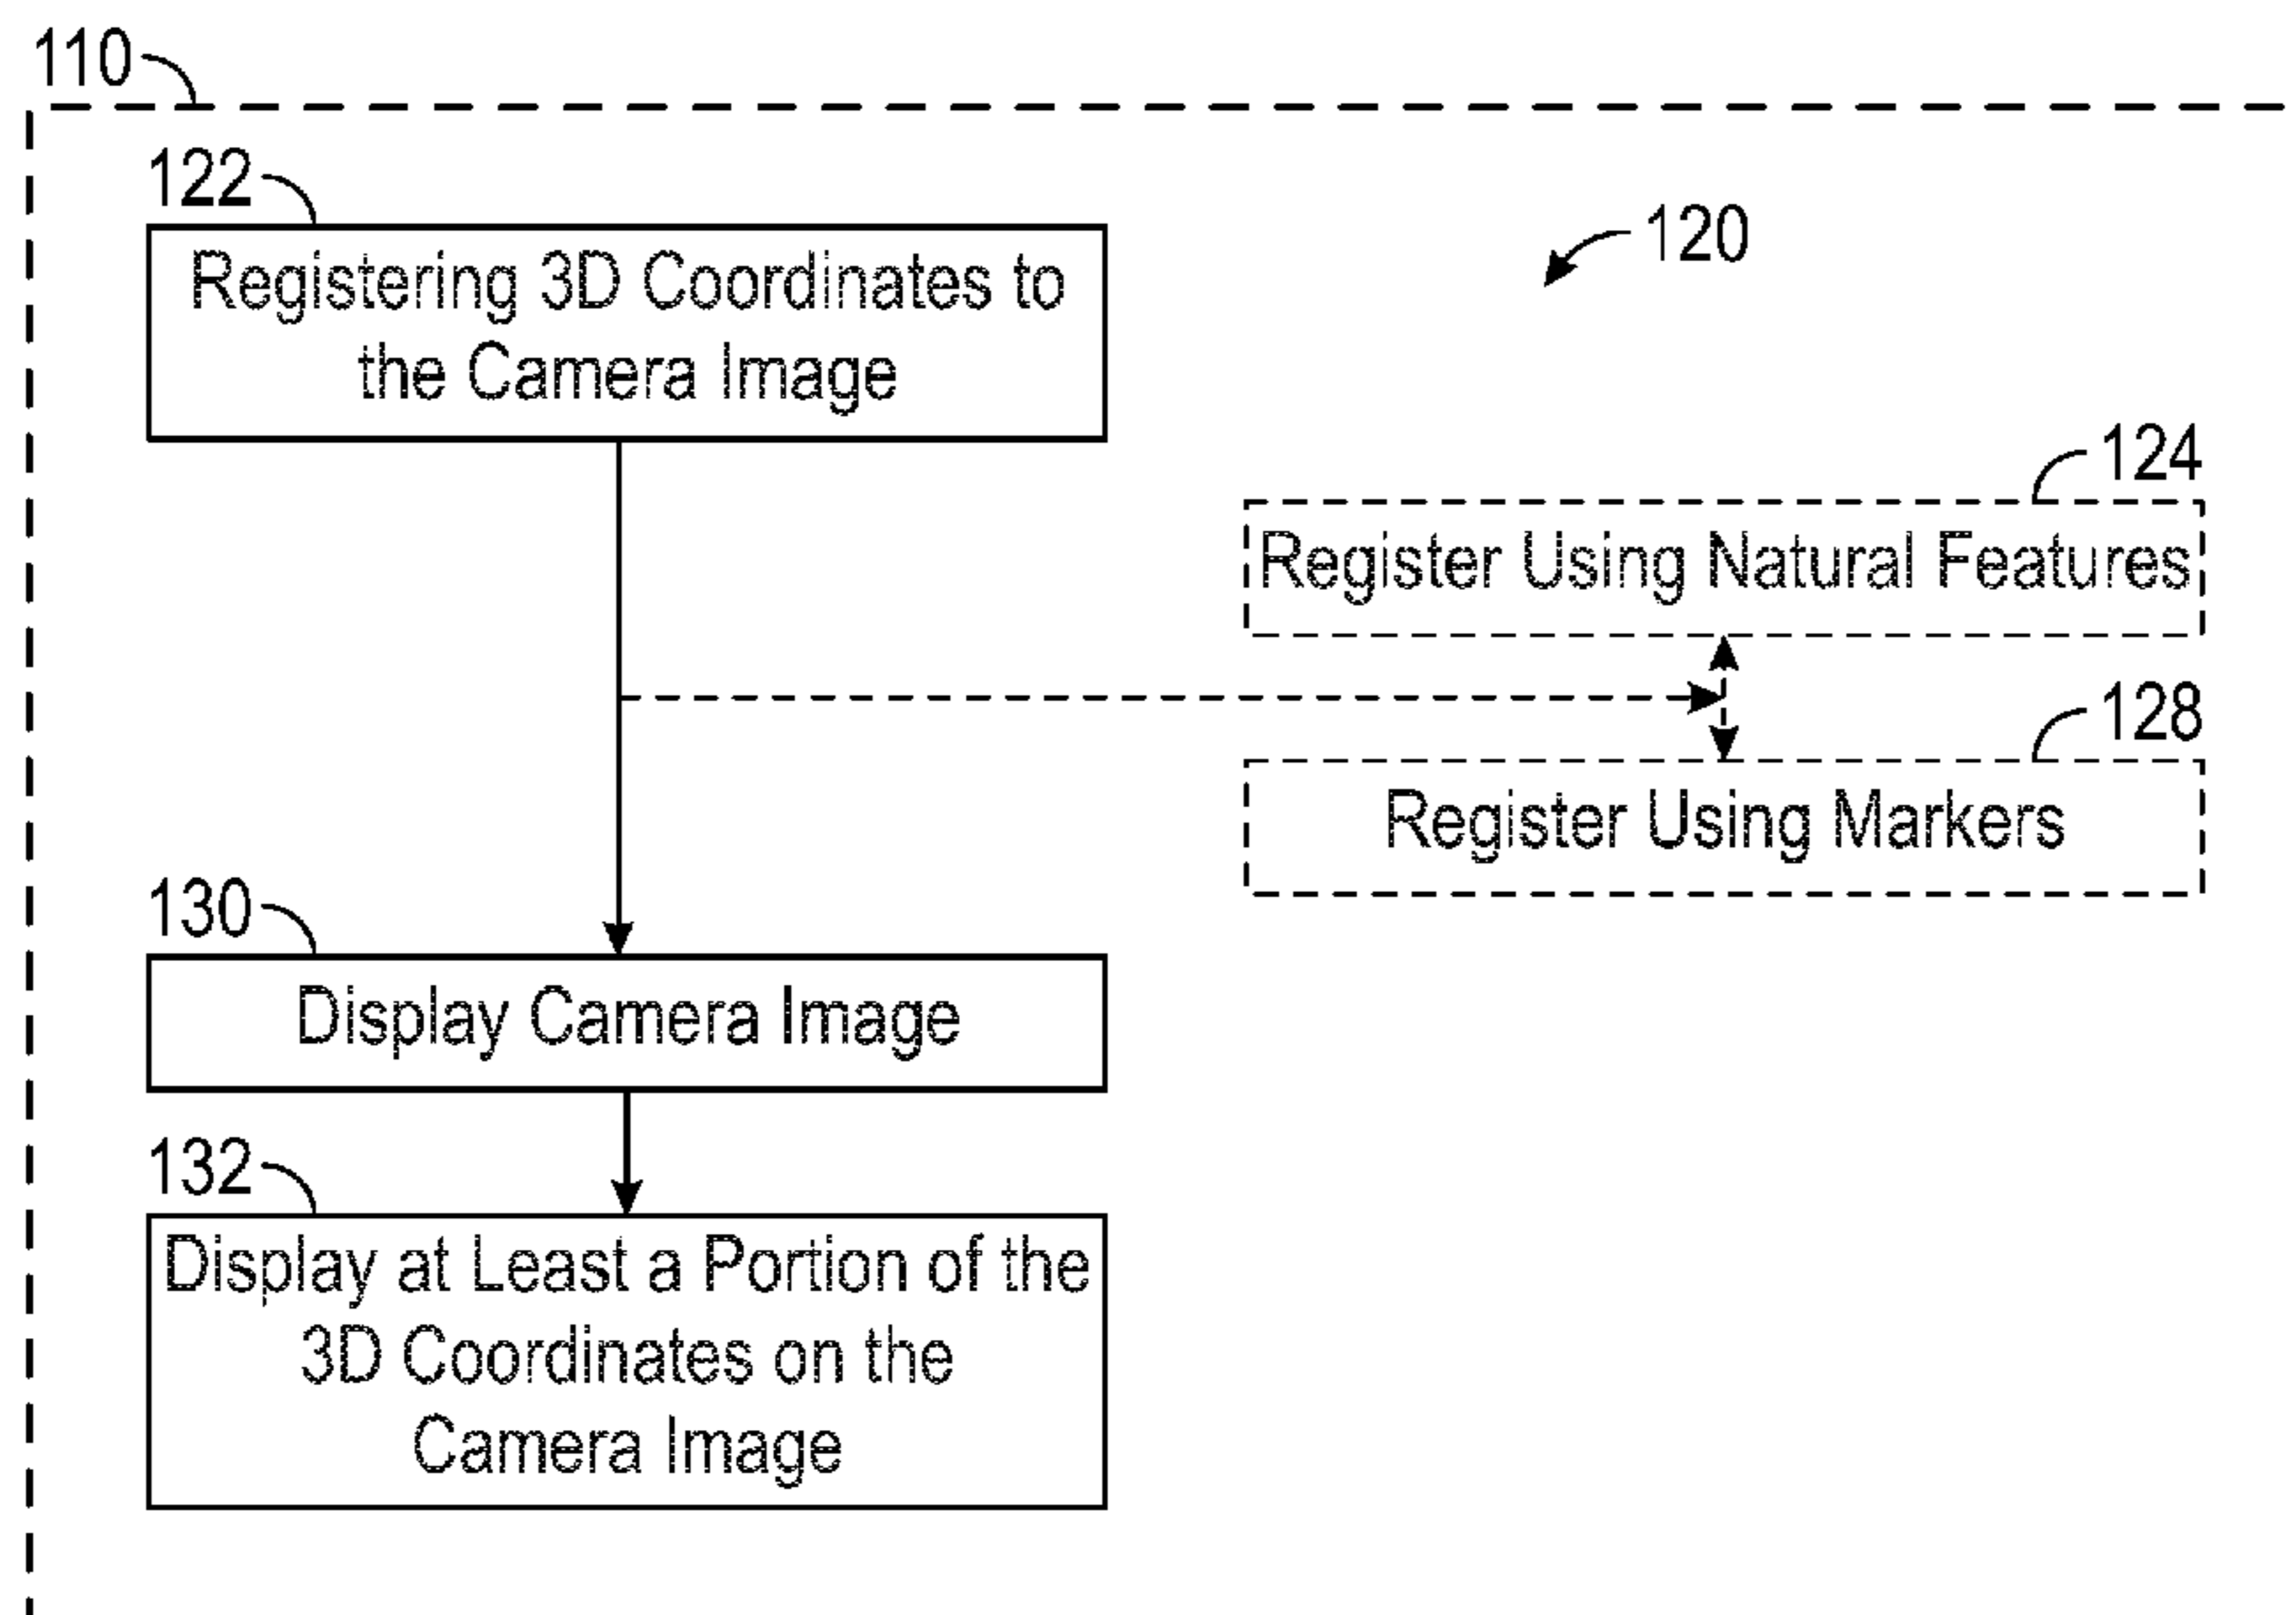 110
122
Registering 3D Coordinates to
the Camera Image
120
124
Register Using Natural Features
128
Register Using Markers
130
Display Camera Image
132
Display at Least a Portion of the
3D Coordinates on the
Camera Image